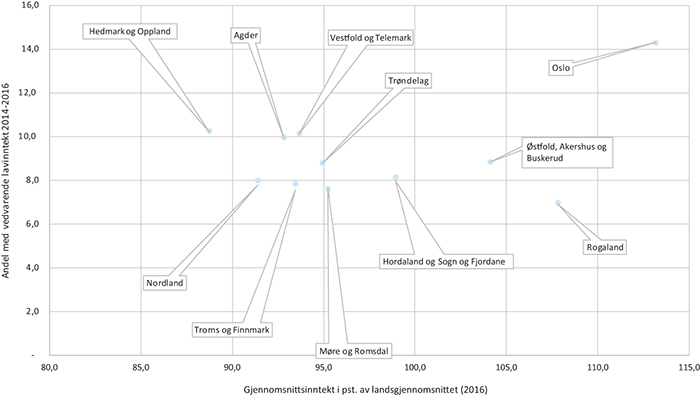 16,0
14,0
12,0
10,0
8,0
6,0
4,0
2,0
-
Andel med vedvarende lavinntekt 2014-2016
Hedmark og Oppland
Agder
Vestfold og Telemark
Trøndelag
Oslo
Østfold, Akershus og
Buskerud
Nordland
Troms og Finnmark
Møre og Romsdal
Hordaland og Sogn og Fjordane
Rogaland
80,0
85,0
90,0
95,0
100,0
105,0
110,0
115,0
Gjennomsnittsinntekt i pst. av landsgjennomsnittet (2016)